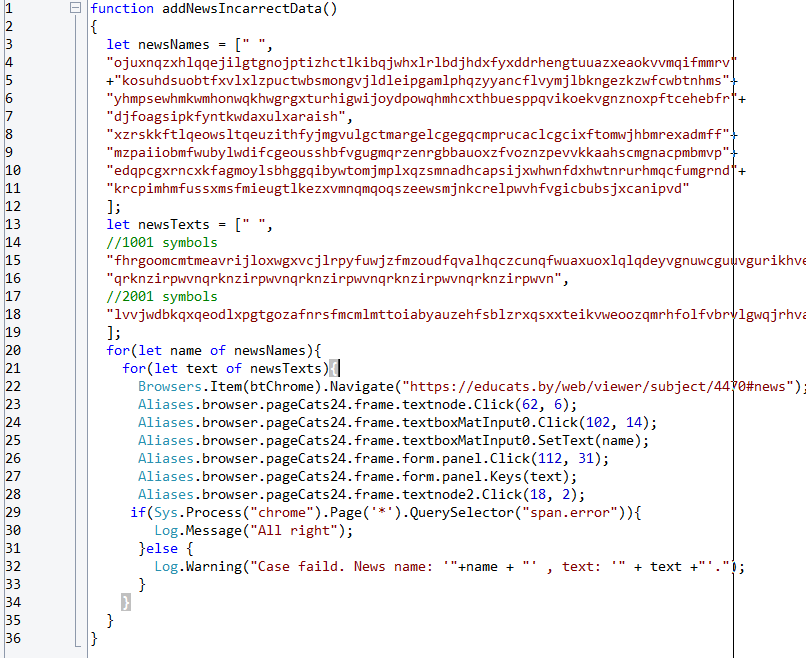 1 function addNewsIncorrectData()
2 {
3 let newsNames = [" ",
4 "ojuxnqzxhlqqejilgtgnojptizhctlkibqjwhxlrlbdjhdxfyxddrhengtuuazxeaokvvmqifmmrv"
5 +"kosuhdsuobtfxvlxlzpuctwbsmongvjldleipgamlphqzyyancflvymjlbkngezkzwfcwbtnhms"+
6 "yhmpsewhmkwmhonwqkhwgrgxturhigwijoydpowqhmhcxthbuesppqvikoekvgnznoxpftcehebfr"+
7 "djfoagsipkfyntkwdaxulxaraish",
8 "xzrskkftlqeowsltqeuzithfyjmgvulgctmargelcgegqcmprucaclcgcixftomwjhbmrexadmff"+
9 "mzpaiiobmfwubylwdifcgeousshbfvgugmqrzenrgbbauoxzfvoznzpevvkkaahscmgnacpmbmvp"+
10 "edqpcgxrncxkfagmoylsbhggqibywtomjmplxqzsmnadhcapsijxwhwnfdxhwtnrurhmqcfumgrnd"+
11 "krcpimhmfussxmsfmieugtlkezxvmnqmqoqszeewsmjnkcrelpwvhfvgicbubsjxcanipvd"
12 ];
13 let newsTexts = [" ",
14 //1001 symbols
15 "fhrgoomcmtmeavrijloxwgxvcjlrpyfuwjzfmzoudfqvalhqczcunqfwuaxuoxlqlqdeyvgnuwcguuvgurikhve
16 "qrknzirpwvnqrknzirpwvnqrknzirpwvnqrknzirpwvnqrknzirpwvn",
17 //2001 symbols
18 "lvvjwdbkqxqeodlxpgtgozafnrsfmcmlmttoiabyauzehfsblzrxqsxxteikvweoozqmrhfolfvbrvlgwqjrhva
19 ];
20 for(let name of newsNames){
21 for(let text of newsTexts){
22 Browsers.Item(btChrome).Navigate("https://educats.by/web/viewer/subject/4470#news");
23 Aliases.browser.pageCats24.frame.textnode.Click(62, 6);
24 Aliases.browser.pageCats24.frame.textboxMatInput0.Click(102, 14);
25 Aliases.browser.pageCats24.frame.textboxMatInput0.SetText(name);
26 Aliases.browser.pageCats24.frame.form.panel.Click(112, 31);
27 Aliases.browser.pageCats24.frame.form.panel.Keys(text);
28 Aliases.browser.pageCats24.frame.textnode2.Click(18, 2);
29 if(Sys.Process("chrome").Page('*').QuerySelector("span.error")){
30 Log.Message("All right");
31 }else {
32 Log.Warning("Case faild. News name: '"+name + "' , text: '" + text +"'.");
33 }
34 }
35 }
36 }